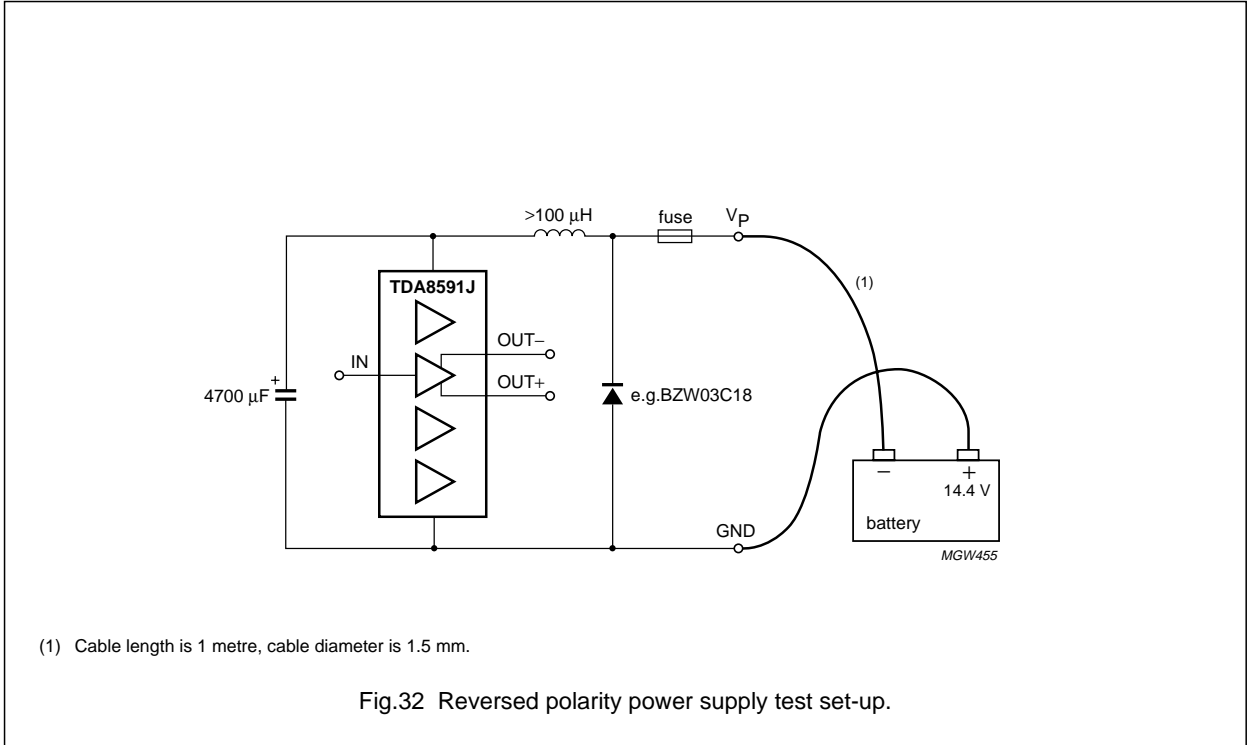 >100 μH
fuse
VP
(1)
TDA8591J
OUT−
IN
OUT+
+
4700 μF
e.g.BZW03C18
−
+
14.4 V
battery
GND
MGW455
(1) Cable length is 1 metre, cable diameter is 1.5 mm.
Fig.32 Reversed polarity power supply test set-up.